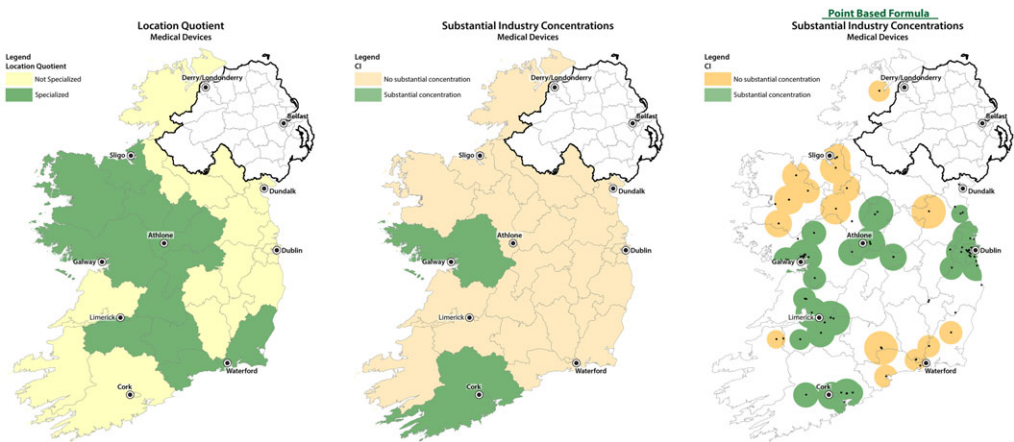 Location Quotient
Medical Devices
Legend
Location Quotient
Not Specialized
Specialized
Derry/Londonderry
Belfast
Sligo
Dundalk
Athlone
Dublin
Galway
Limerick
Waterford
Cork
Substantial Industry Concentrations
Medical Devices
Legend
CI
No substantial concentration
Substantial concentration
Derry/Londonderry
Belfast
Sligo
Dundalk
Athlone
Dublin
Galway
Limerick
Waterford
Cork
Point Based Formula
Substantial Industry Concentrations
Medical Devices
Legend
CI
No substantial concentration
Substantial concentration
Derry/Londonderry
Belfast
Sligo
Dundalk
Athlone
Dublin
Galway
Limerick
Waterford
Cork